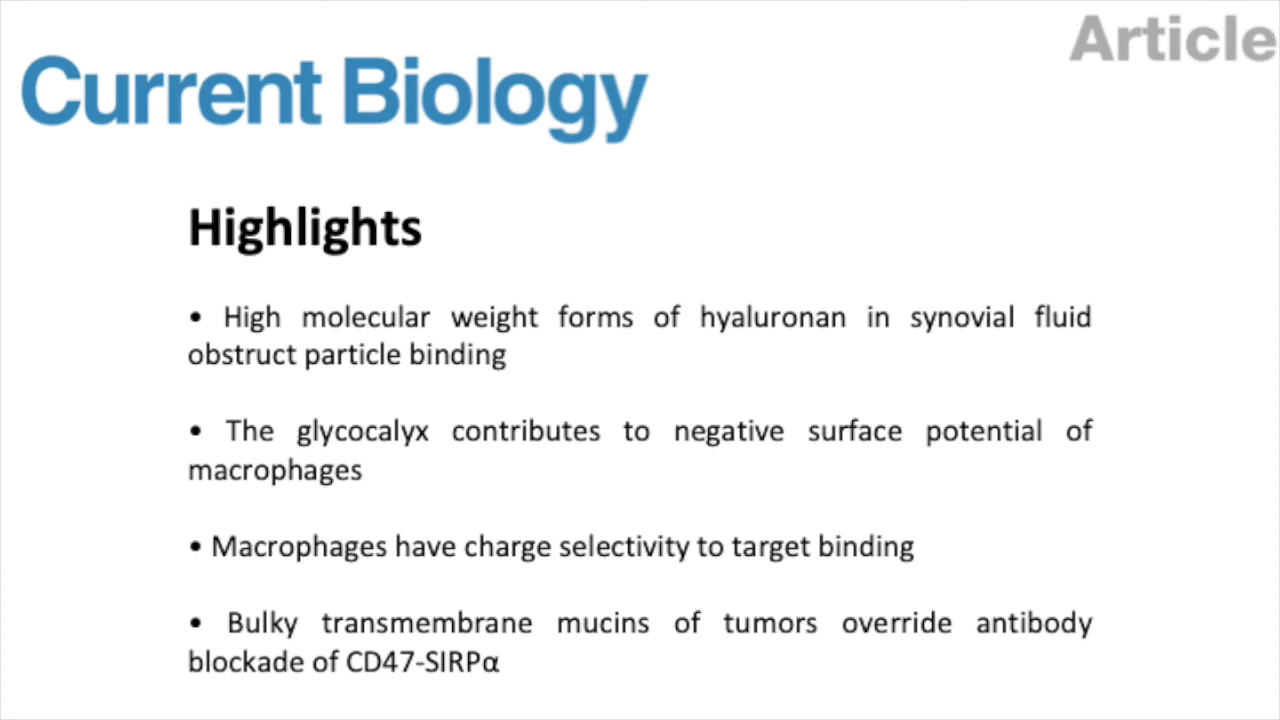 Article
Current Biology
Highlights
• High molecular weight forms of hyaluronan in synovial fluid
obstruct particle binding
• The glycocalyx contributes to negative surface potential of
macrophages
• Macrophages have charge selectivity to target binding
• Bulky transmembrane mucins of tumors override antibody
blockade of CD47-SIRPα